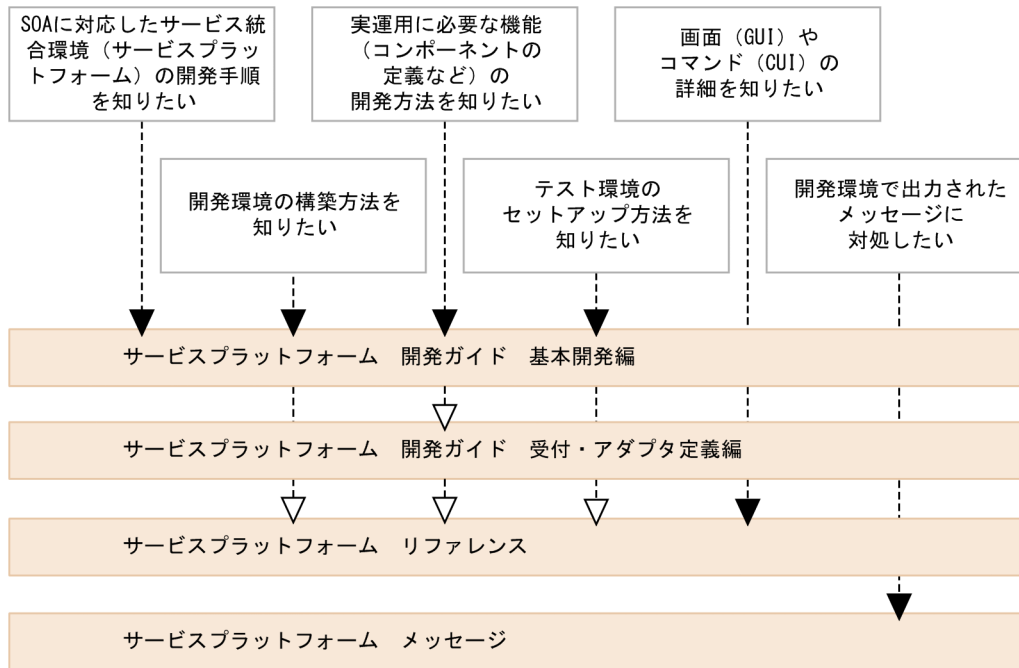 SOAに対応したサービス統
合環境（サービスプラッ
トフォーム）の開発手順
を知りたい
実運用に必要な機能
（コンポーネントの
定義など）の
開発方法を知りたい
画面（GUI）や
コマンド（CUI）の
詳細を知りたい
開発環境の構築方法を
知りたい
テスト環境の
セットアップ方法を
知りたい
開発環境で出力された
メッセージに
対処したい
サービスプラットフォーム　開発ガイド　基本開発編
サービスプラットフォーム　開発ガイド　受付・アダプタ定義編
サービスプラットフォーム　リファレンス
サービスプラットフォーム　メッセージ